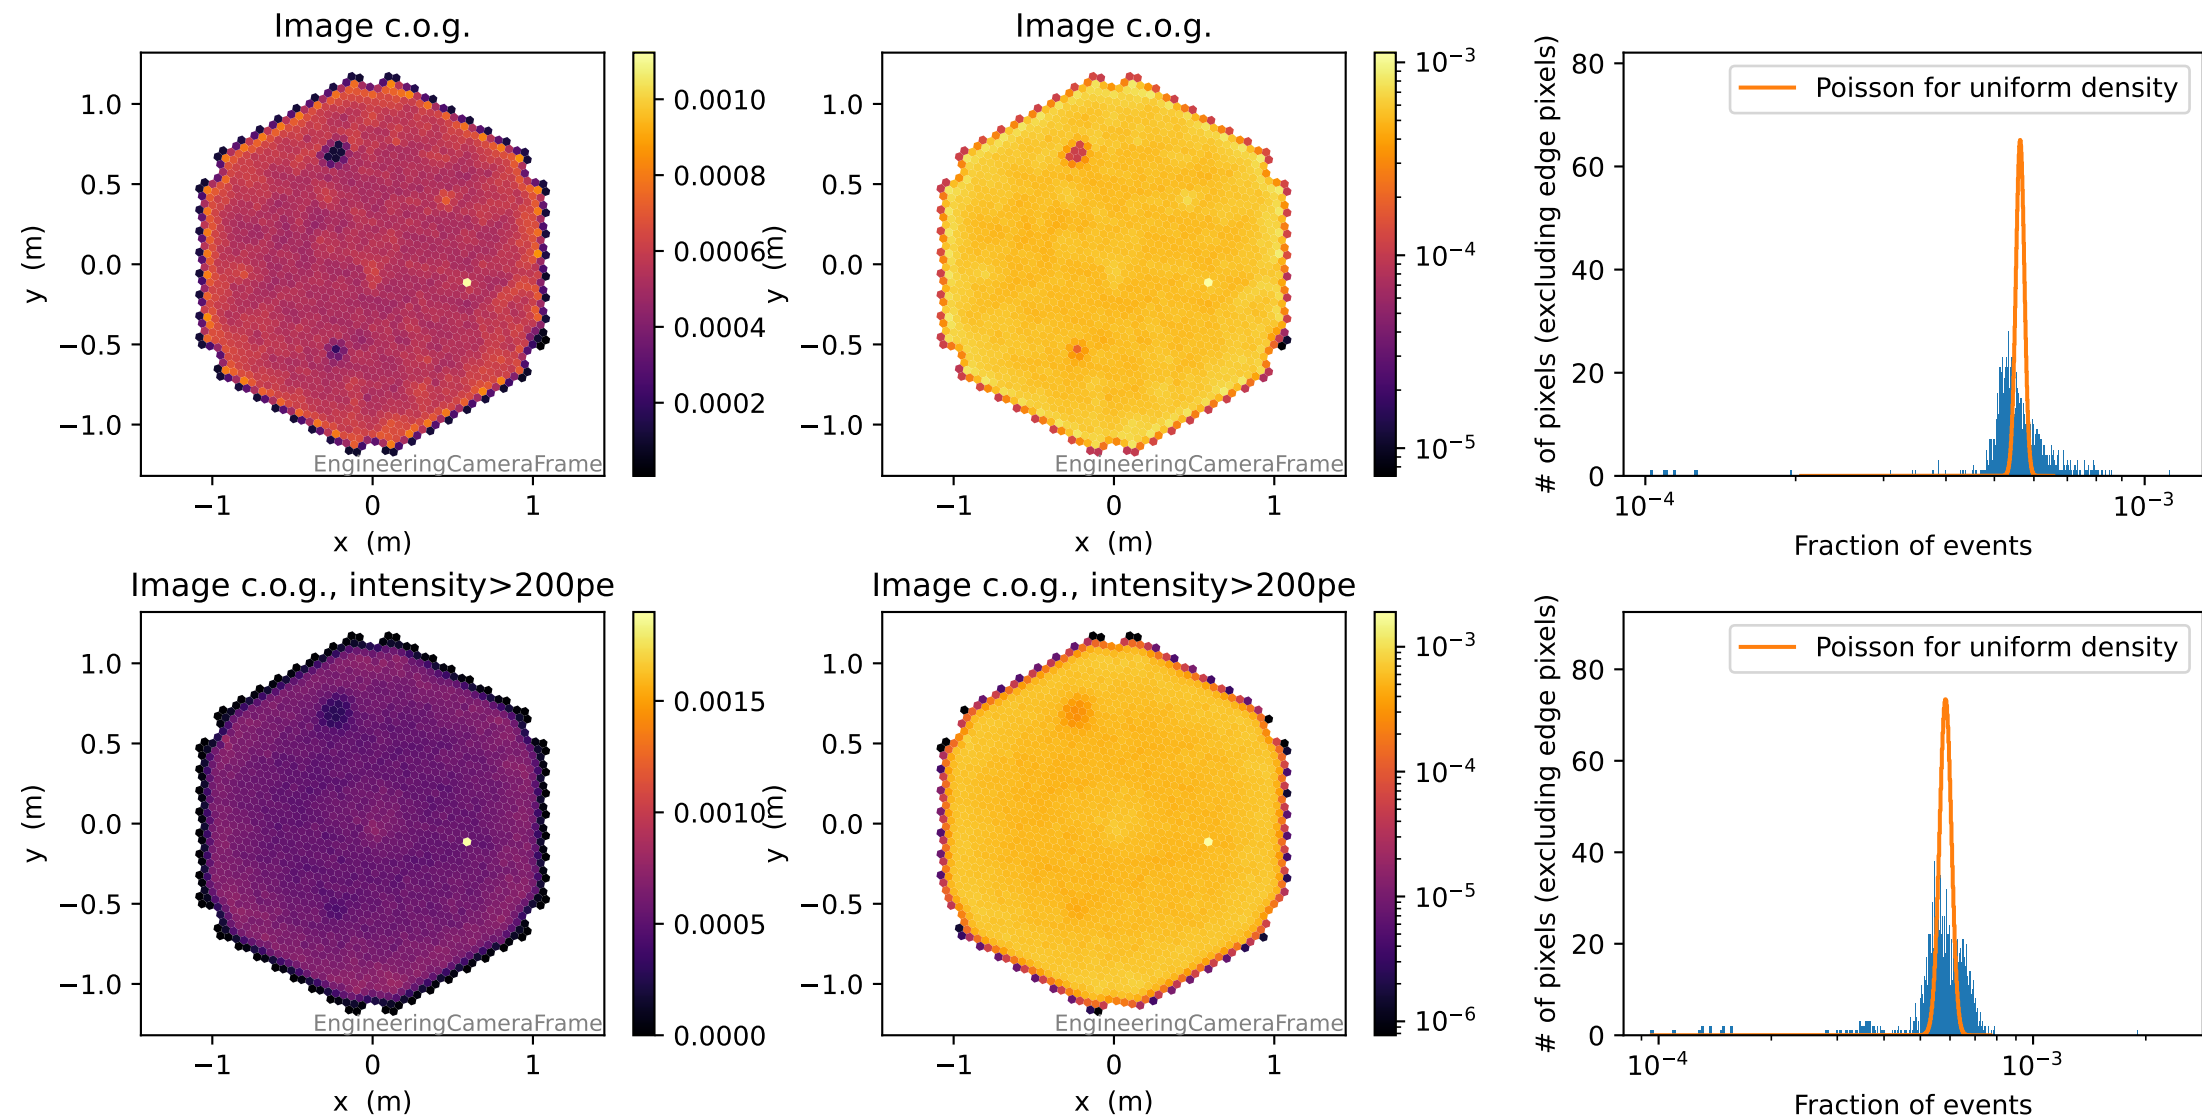 Image c.o.g.
y (m)
1.0
0.5
0.0
−0.5
−1.0
EngineeringCameraFrame
−1 0 1
x (m)
0.0010
0.0008
0.0006
0.0004
0.0002
Image c.o.g.
y (m)
1.0
0.5
0.0
−0.5
−1.0
EngineeringCameraFrame
−1 0 1
x (m)
10⁻³
10⁻⁴
10⁻⁵
# of pixels (excluding edge pixels)
80
60
40
20
0
Poisson for uniform density
10⁻⁴ 10⁻³
Fraction of events
Image c.o.g., intensity>200pe
y (m)
1.0
0.5
0.0
−0.5
−1.0
EngineeringCameraFrame
−1 0 1
x (m)
0.0015
0.0010
0.0005
0.0000
Image c.o.g., intensity>200pe
y (m)
1.0
0.5
0.0
−0.5
−1.0
EngineeringCameraFrame
−1 0 1
x (m)
10⁻³
10⁻⁴
10⁻⁵
10⁻⁶
# of pixels (excluding edge pixels)
80
60
40
20
0
Poisson for uniform density
10⁻⁴ 10⁻³
Fraction of events